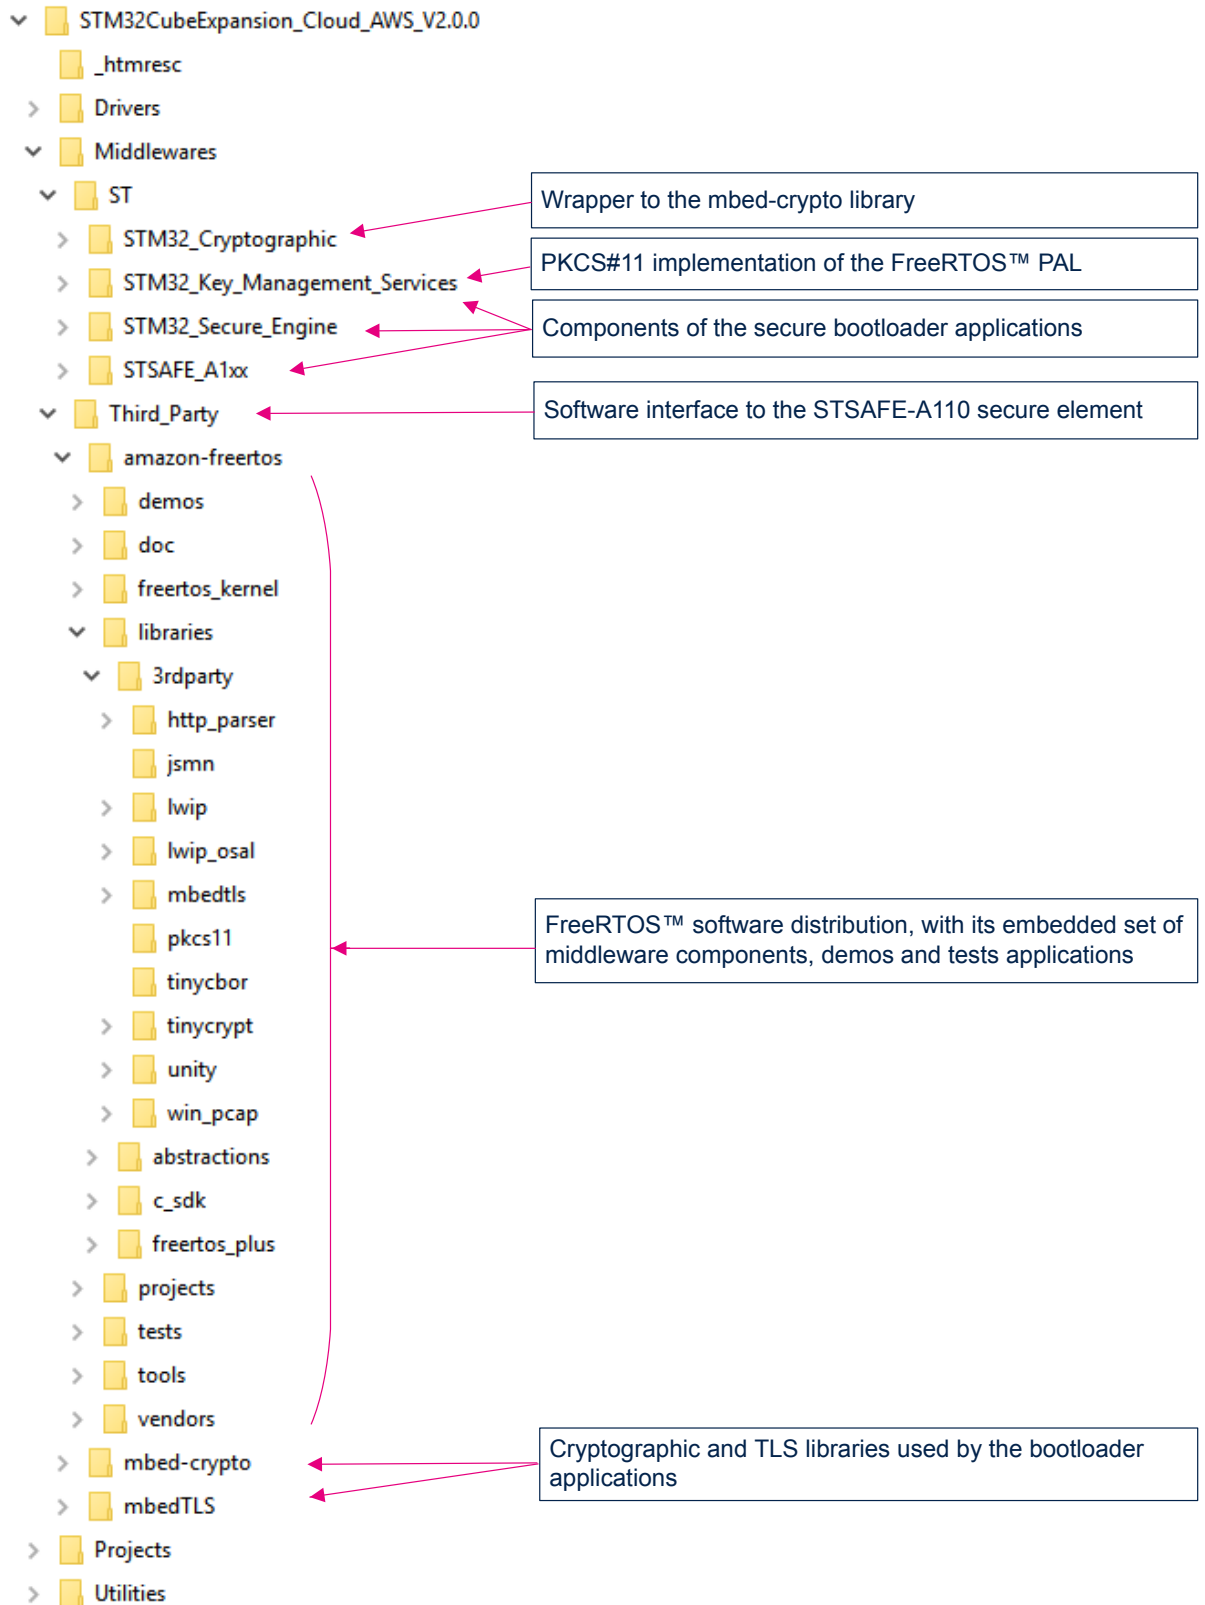 STM32CubeExpansion_Cloud_AWS_V2.0.0
_htmresc
Drivers
Middlewares
ST
Wrapper to the mbed-crypto library
STM32_Cryptographic
PKCS#11 implementation of the FreeRTOS™ PAL
STM32_Key_Management_Services
Components of the secure bootloader applications
STM32_Secure_Engine
STSAFE_A1xx
Software interface to the STSAFE-A110 secure element
Third_Party
amazon-freertos
demos
doc
freertos_kernel
libraries
3rdparty
http_parser
jsmn
lwip
lwip_osal
mbedtls
FreeRTOS™ software distribution, with its embedded set of
middleware components, demos and tests applications
pkcs11
tinycbor
tinycrypt
unity
win_pcap
abstractions
c_sdk
freertos_plus
projects
tests
tools
vendors
Cryptographic and TLS libraries used by the bootloader
applications
mbed-crypto
mbedTLS
Projects
Utilities